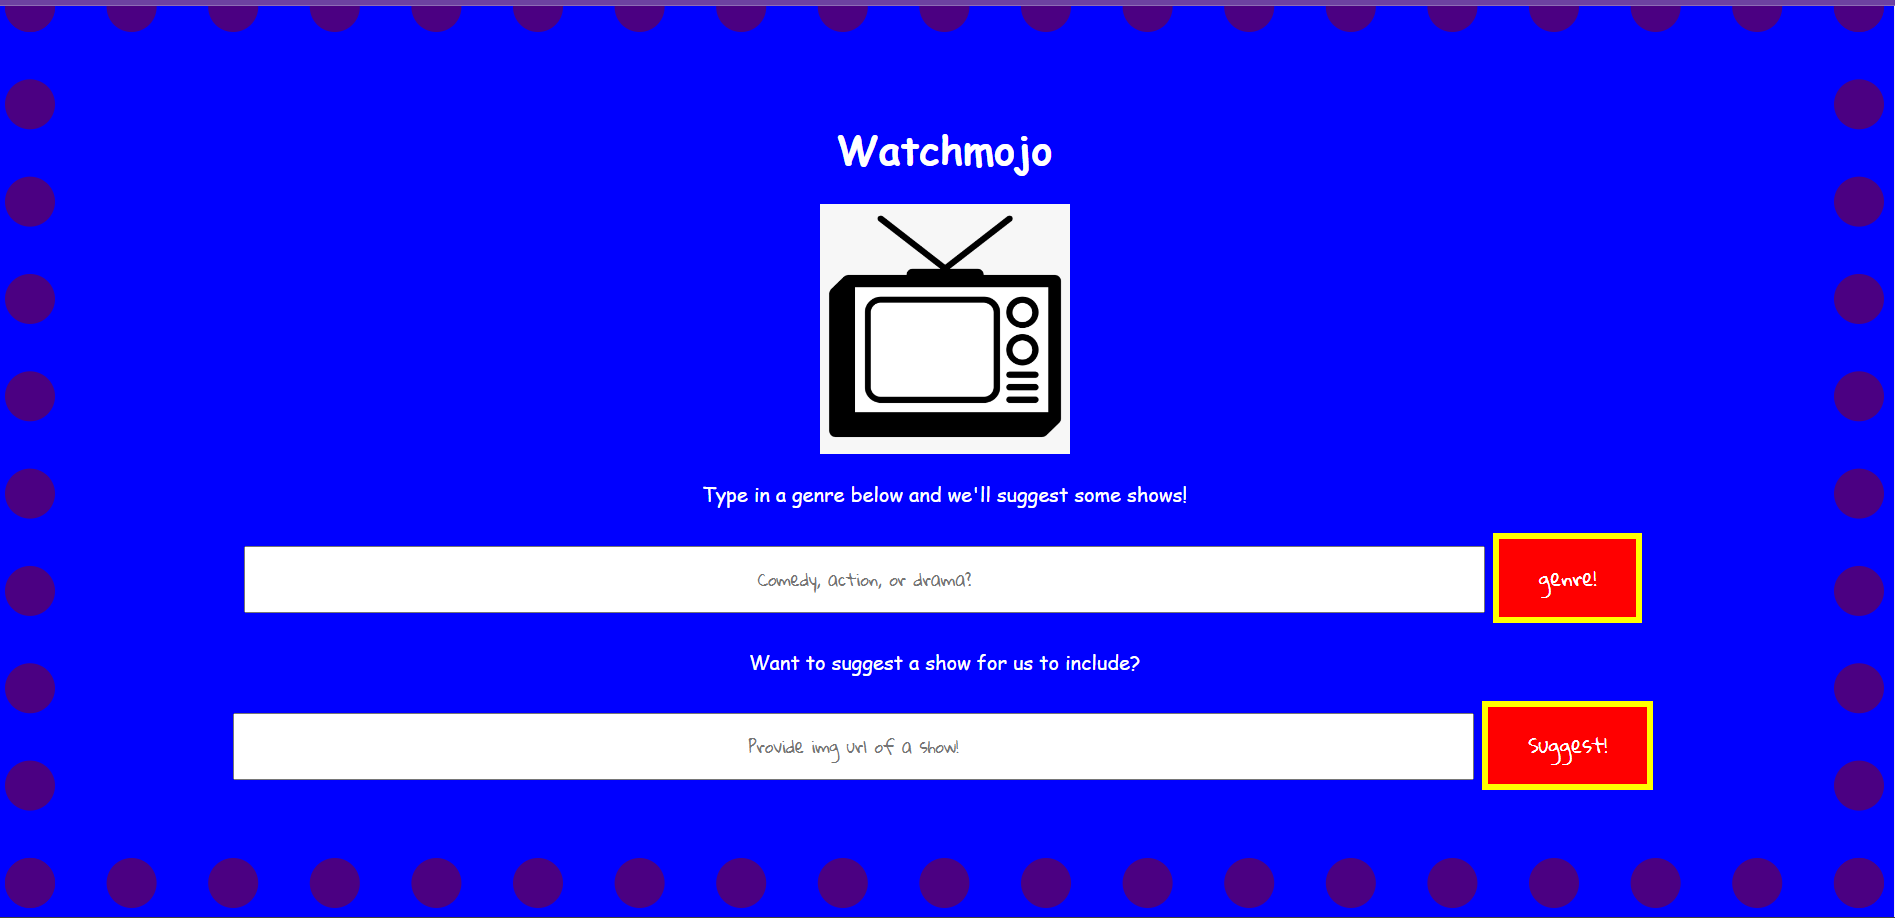 Watchmojo
Type in a genre below and we'll suggest some shows!
Comedy, action, or drama?
genre!
Want to suggest a show for us to include?
Provide img url of a show!
Suggest!